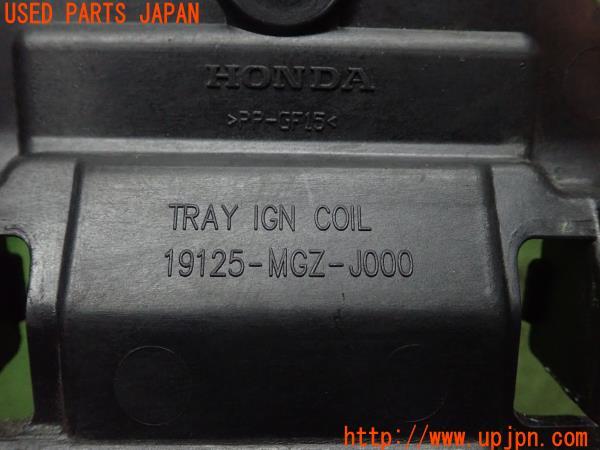 USED PARTS JAPAN
HONDA
>PP-GF15<
TRAY IGN COIL
19125-MGZ-J000
http://www.upjpn.com